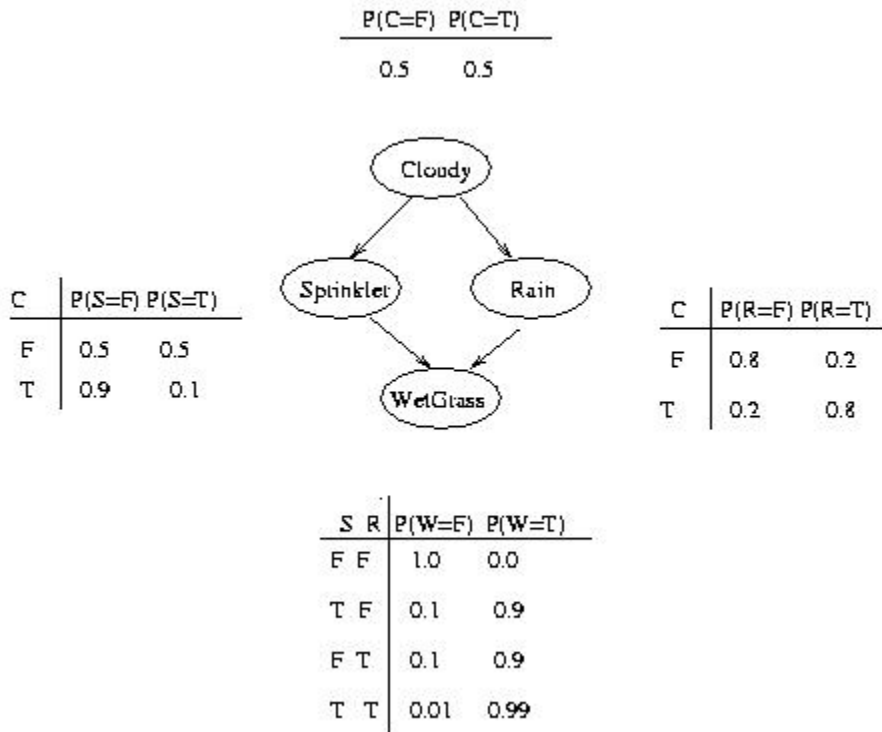 P(C=F) P(C=T)
0.5 0.5
Cloudy
Sprinkler
Rain
C P(S=F) P(S=T)
F 0.5 0.5
T 0.9 0.1
C P(R=F) P(R=T)
F 0.8 0.2
T 0.2 0.8
WetGrass
S R P(W=F) P(W=T)
F F 1.0 0.0
T F 0.1 0.9
F T 0.1 0.9
T T 0.01 0.99